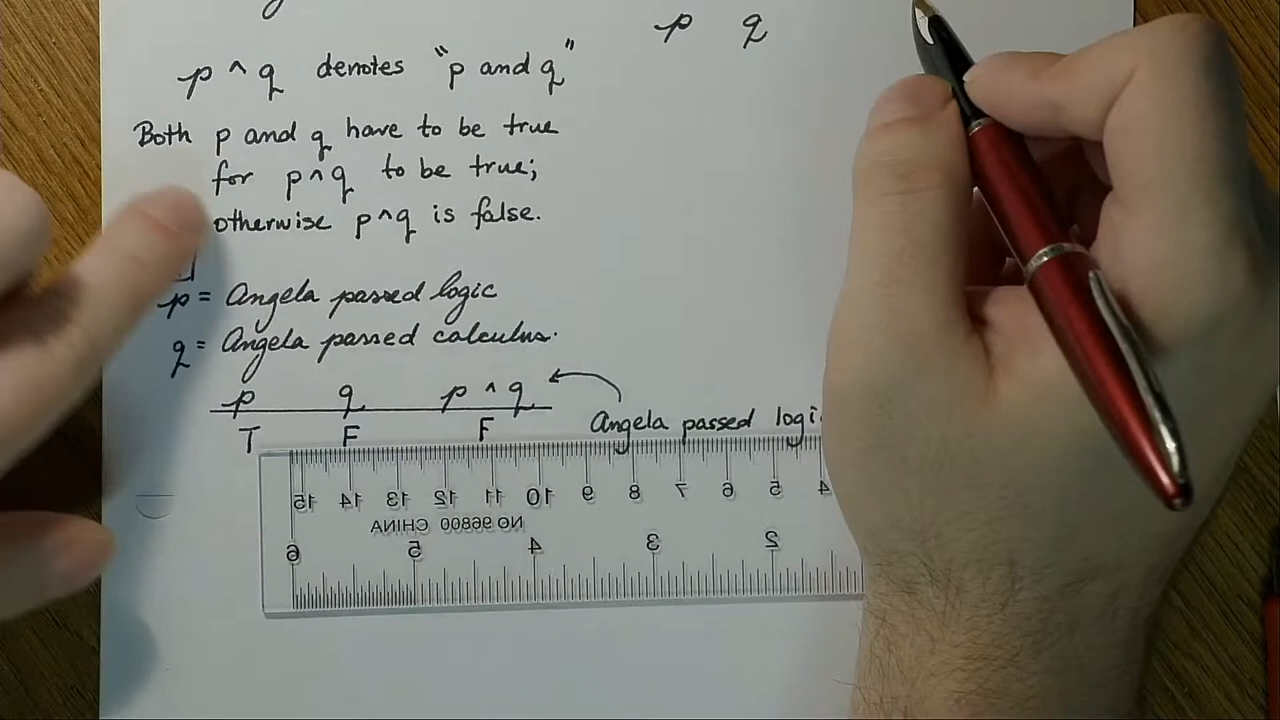 p ^ q denotes "p and q"
Both p and q have to be true
for p^q to be true;
otherwise p^q is false.
p = Angela passed logic
q = Angela passed calculus.
p q p ^ q
T F F
Angela passed logi
15 14 13 12 11 10 9 8 7 6 5 4
NO 96800 CHINA
6 5 4 3 2
p q